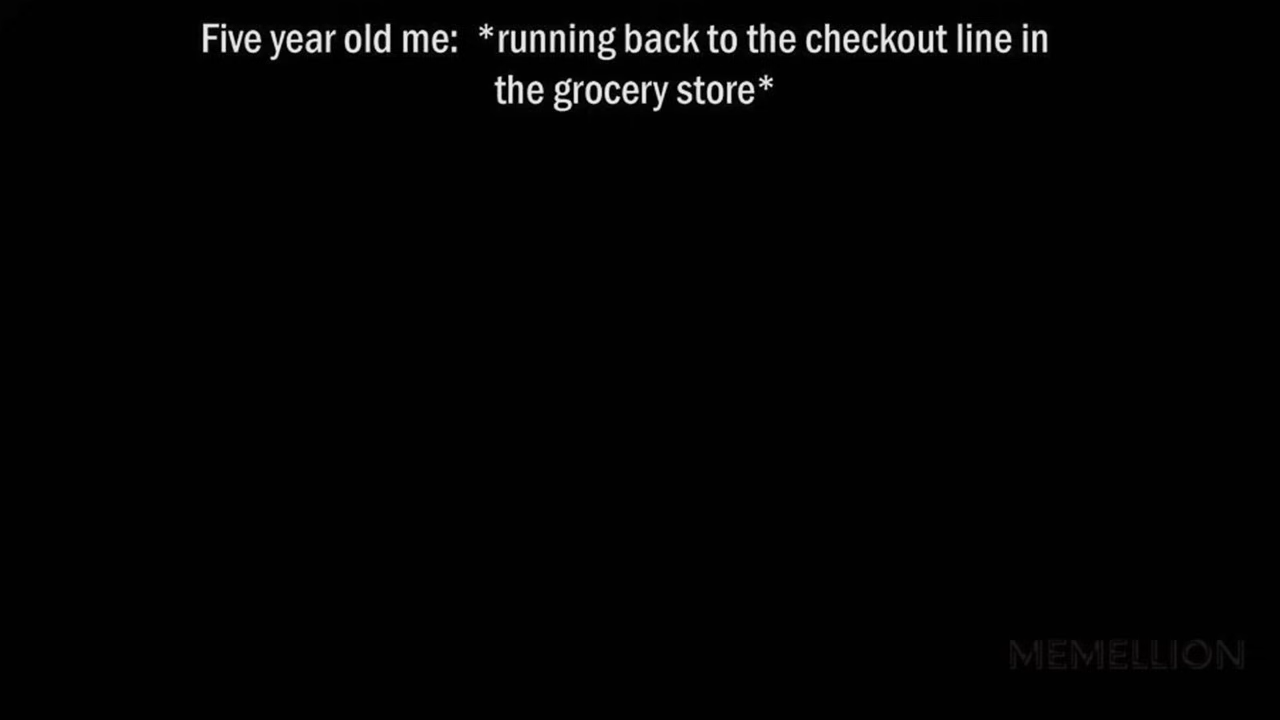 Five year old me:  *running back to the checkout line in
the grocery store*
MEMELLION